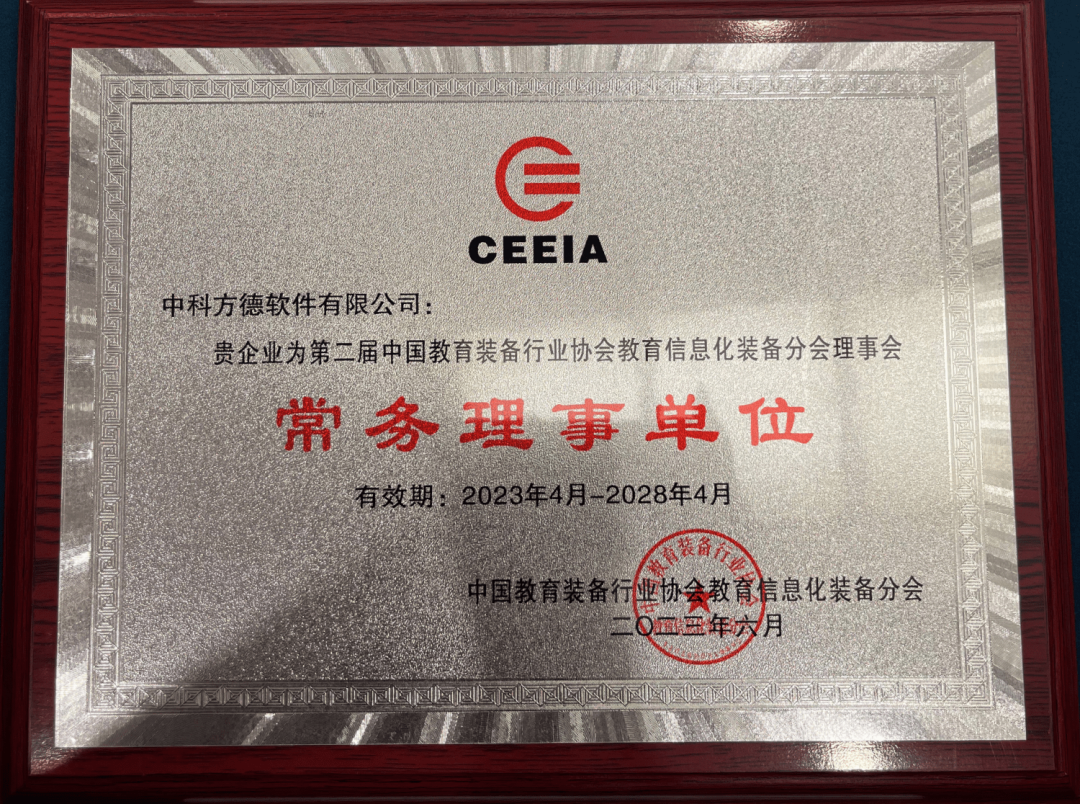 CEEIA
中科方德软件有限公司：
贵企业为第二届中国教育装备行业协会教育信息化装备分会理事会
常务理事单位
有效期：2023年4月-2028年4月
中国教育装备行业协会教育信息化装备分会
二〇二三年六月